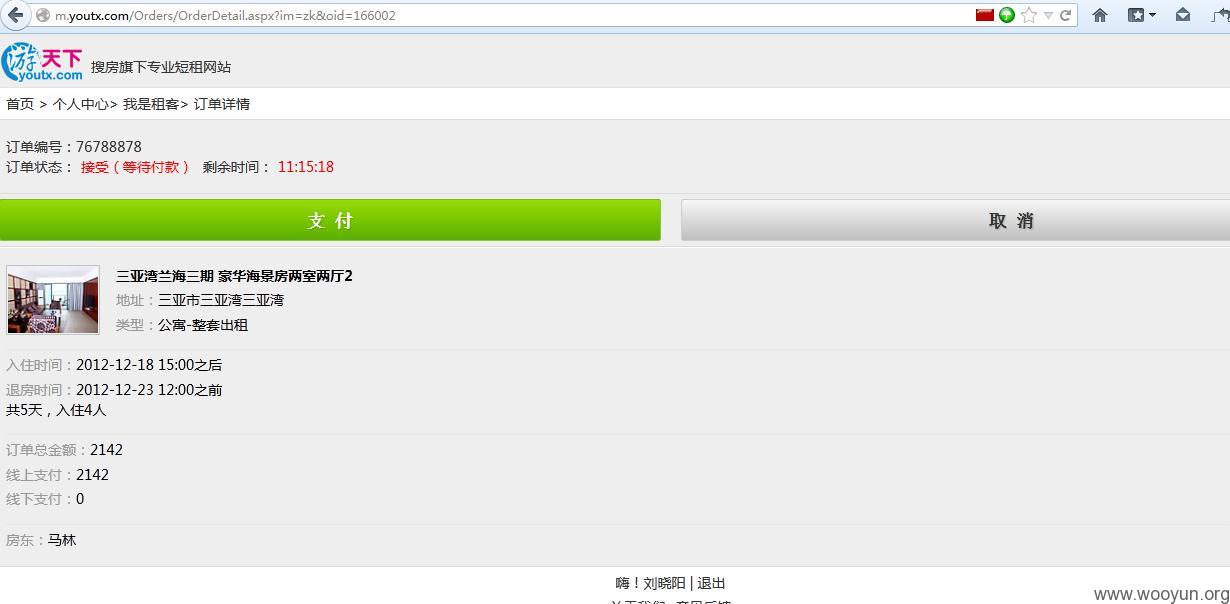 m.youtx.com/Orders/OrderDetail.aspx?im=zk&oid=166002
游天下 youtx.com 搜房旗下专业短租网站
首页 > 个人中心> 我是租客> 订单详情
订单编号：76788878
订单状态： 接受（等待付款） 剩余时间： 11:15:18
支 付 取 消
三亚湾兰海三期 豪华海景房两室两厅2
地址：三亚市三亚湾三亚湾
类型：公寓-整套出租
入住时间：2012-12-18 15:00之后
退房时间：2012-12-23 12:00之前
共5天，入住4人
订单总金额：2142
线上支付：2142
线下支付：0
房东：马林
嗨！刘晓阳 | 退出
www.wooyun.org